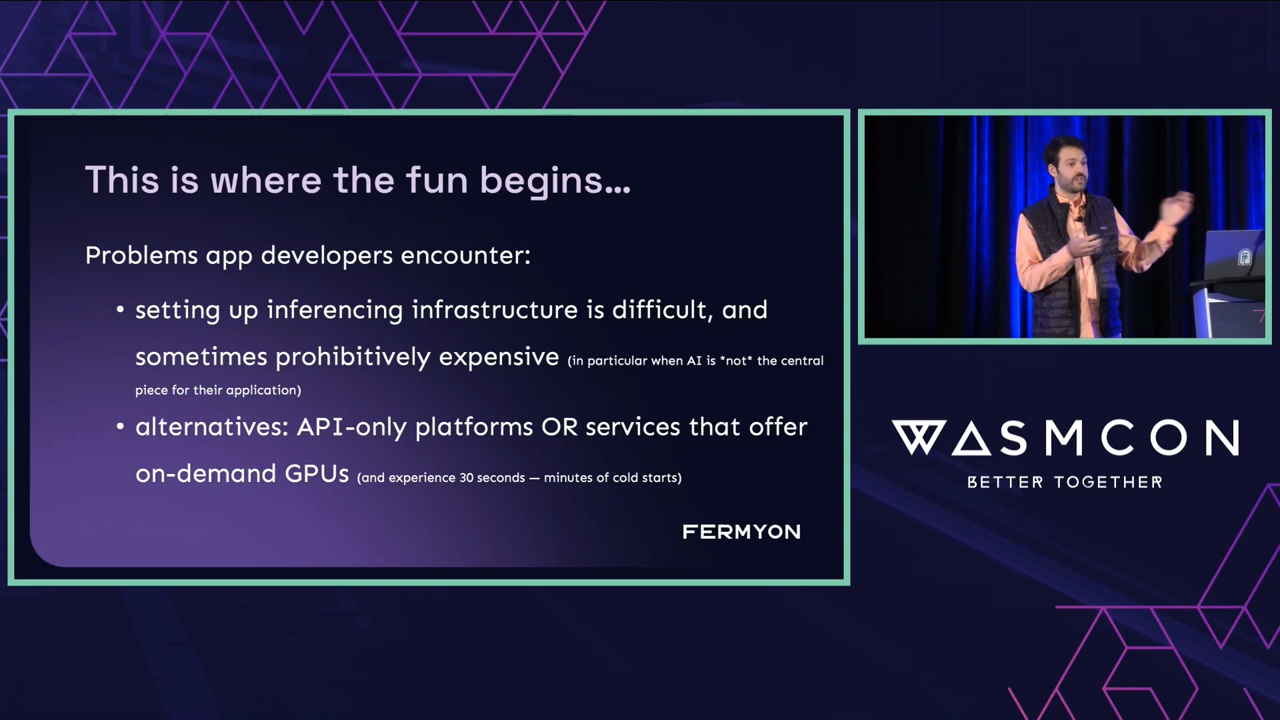 This is where the fun begins…
Problems app developers encounter:
• setting up inferencing infrastructure is difficult, and
sometimes prohibitively expensive (in particular when AI is *not* the central
piece for their application)
• alternatives: API-only platforms OR services that offer
on-demand GPUs (and experience 30 seconds — minutes of cold starts)
FERMYON
WASMCON
BETTER TOGETHER